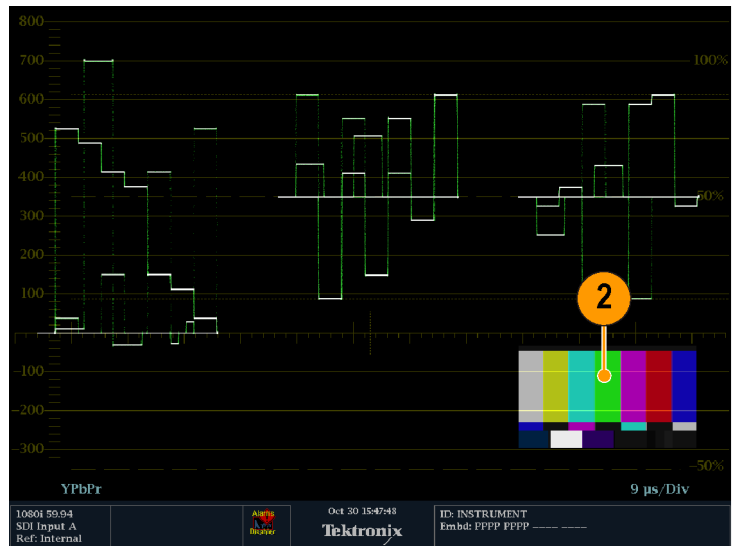 800
700
100%
600
500
400
50%
300
200
100
2
-100
-200
-300
-50%
YPbPr
9 µs/Div
1080i 59.94
SDI Input A
Ref: Internal
Alarms
Disabler
Oct 30 15:47:48
Tektronix
ID: INSTRUMENT
Embd: PPPP PPPP ---- ----